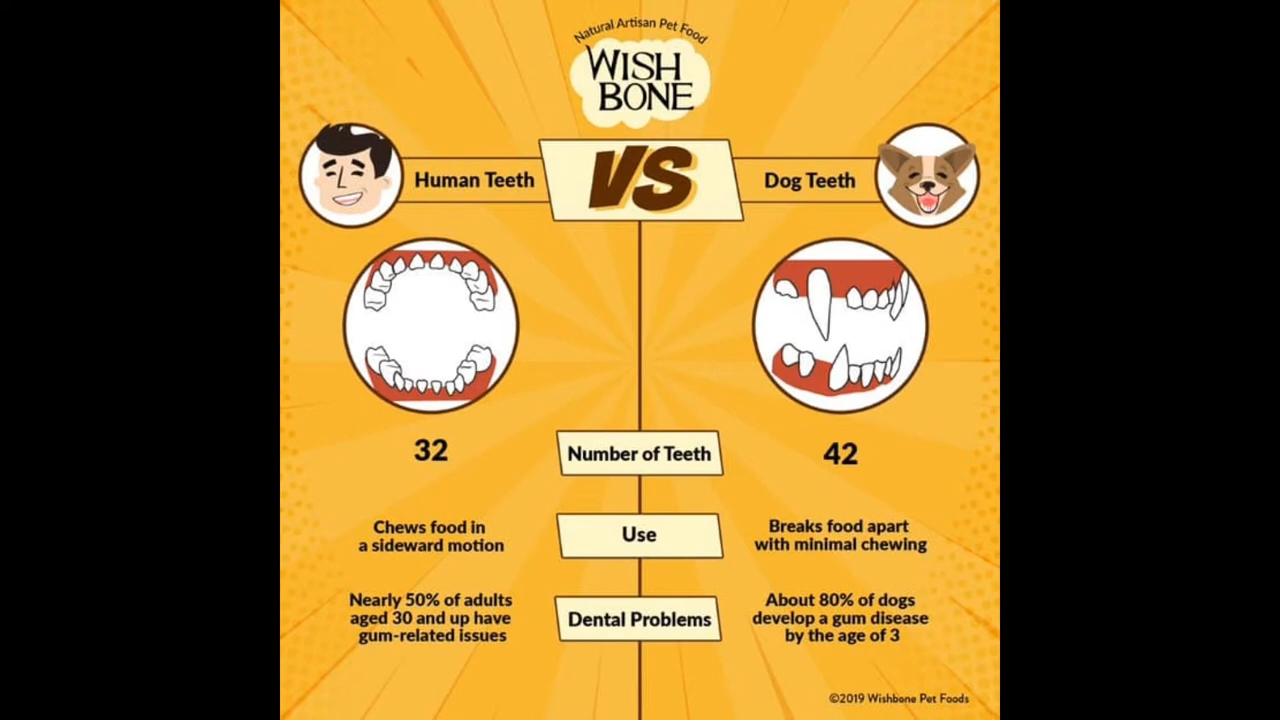 Natural Artisan Pet Food
WISH
BONE
Human Teeth
VS
Dog Teeth
32
Number of Teeth
42
Chews food in
a sideward motion
Use
Breaks food apart
with minimal chewing
Nearly 50% of adults
aged 30 and up have
gum-related issues
Dental Problems
About 80% of dogs
develop a gum disease
by the age of 3
©2019 Wishbone Pet Foods